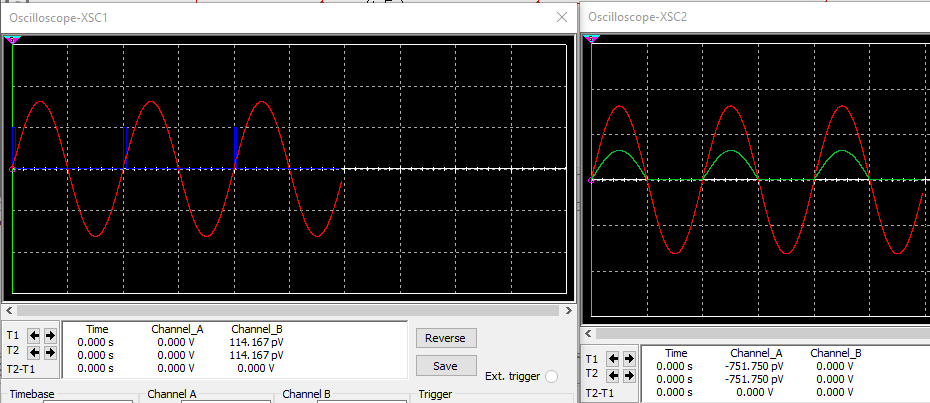 Oscilloscope-XSC1
Time Channel_A Channel_B
T1 0.000 s 0.000 V 114.167 pV
T2 0.000 s 0.000 V 114.167 pV
T2-T1 0.000 s 0.000 V 0.000 V
Reverse
Save
Ext. trigger
Timebase Channel A Channel B Trigger
Oscilloscope-XSC2
Time Channel_A Channel_B
T1 0.000 s -751.750 pV 0.000 V
T2 0.000 s -751.750 pV 0.000 V
T2-T1 0.000 s 0.000 V 0.000 V